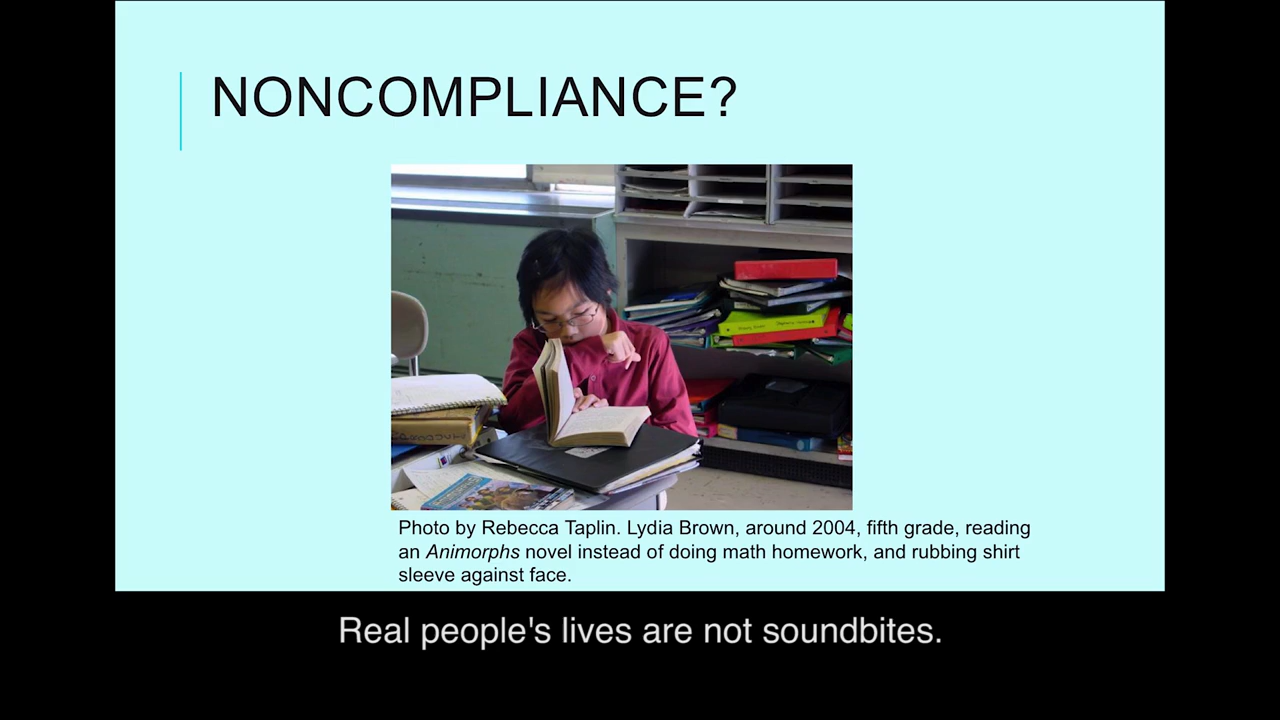 NONCOMPLIANCE?
Photo by Rebecca Taplin. Lydia Brown, around 2004, fifth grade, reading
an Animorphs novel instead of doing math homework, and rubbing shirt
sleeve against face.
Real people's lives are not soundbites.